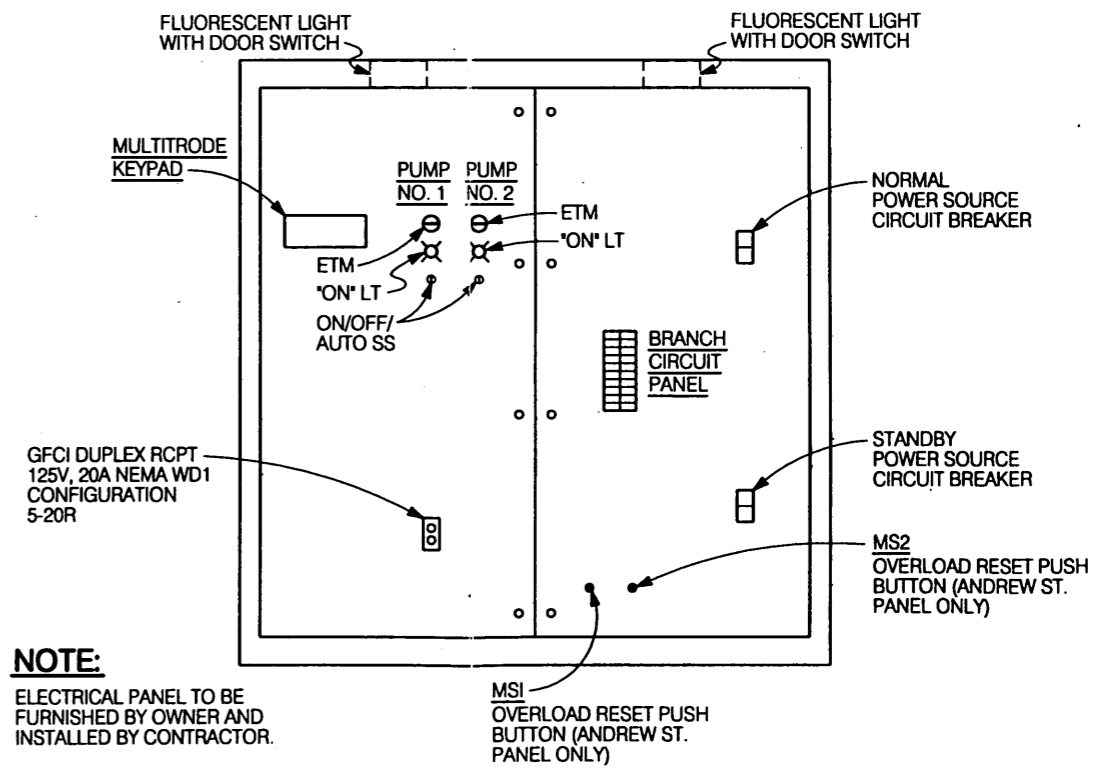 FLUORESCENT LIGHT
WITH DOOR SWITCH
FLUORESCENT LIGHT
WITH DOOR SWITCH
MULTITRODE
KEYPAD
PUMP
NO. 1
PUMP
NO. 2
ETM
"ON" LT
ETM
"ON" LT
ON/OFF/
AUTO SS
NORMAL
POWER SOURCE
CIRCUIT BREAKER
BRANCH
CIRCUIT
PANEL
GFCI DUPLEX RCPT
125V, 20A NEMA WD1
CONFIGURATION
5-20R
STANDBY
POWER SOURCE
CIRCUIT BREAKER
MS2
OVERLOAD RESET PUSH
BUTTON (ANDREW ST.
PANEL ONLY)
MS1
OVERLOAD RESET PUSH
BUTTON (ANDREW ST.
PANEL ONLY)
NOTE:
ELECTRICAL PANEL TO BE
FURNISHED BY OWNER AND
INSTALLED BY CONTRACTOR.